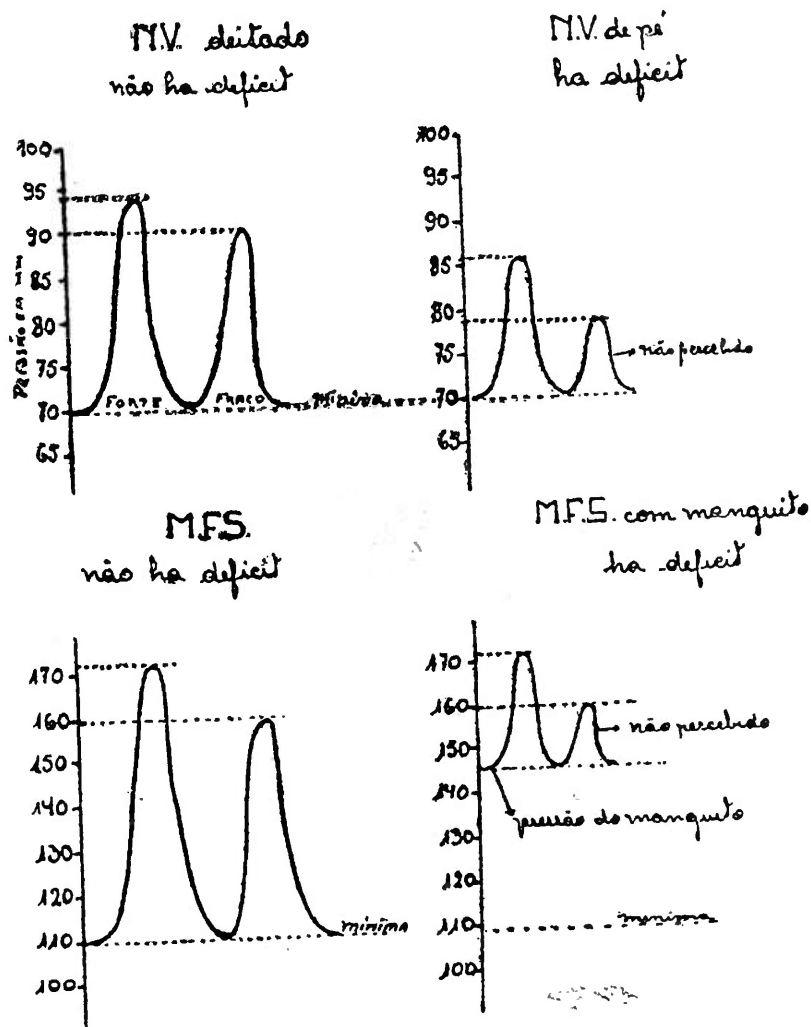 M.V. deitado
não ha deficit
PRESSÃO EM mm
100
95
90
85
80
75
70
65
FORTE
FRACO
Minima
M.V. de pé
ha deficit
100
95
90
85
80
75
70
65
não percebido
M.F.S.
não ha deficit
170
160
150
140
130
120
110
100
minima
M.F.S. com manguito
ha deficit
170
160
150
140
130
120
110
100
não percebido
pressão do manguito
minima